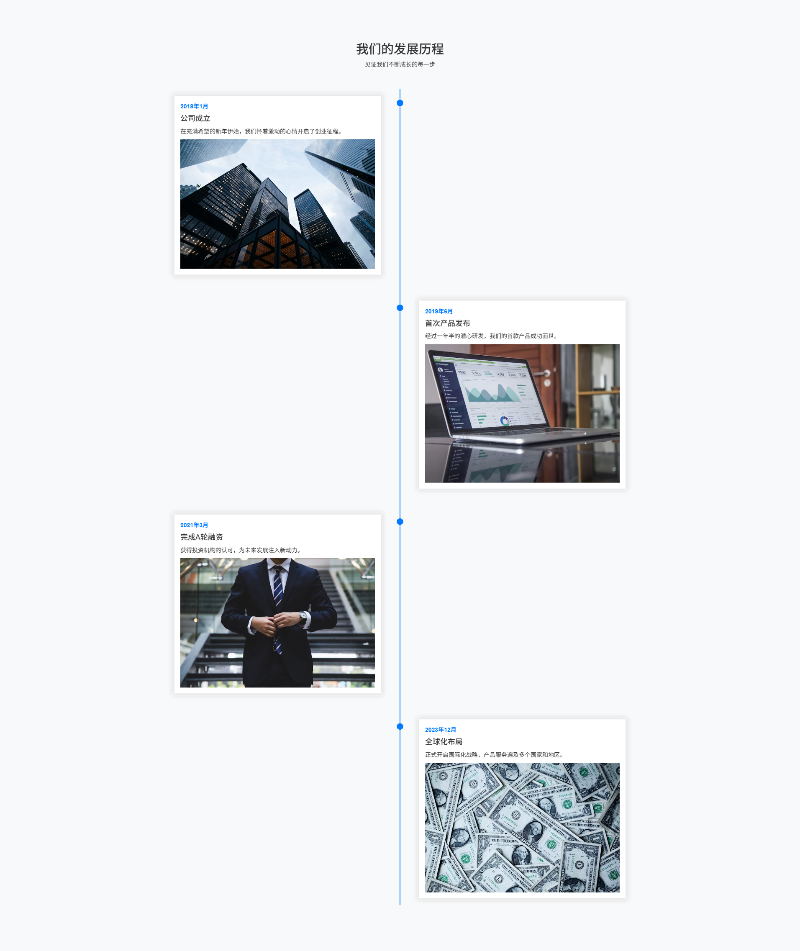 我们的发展历程
见证我们不断成长的每一步
2018年1月
公司成立
在充满希望的新年伊始，我们怀着激动的心情开启了创业征程。
2019年6月
首次产品发布
经过一年半的潜心研发，我们的首款产品成功面世。
2021年3月
完成A轮融资
获得投资机构的认可，为未来发展注入新动力。
2023年12月
全球化布局
正式开启国际化战略，产品服务遍及多个国家和地区。